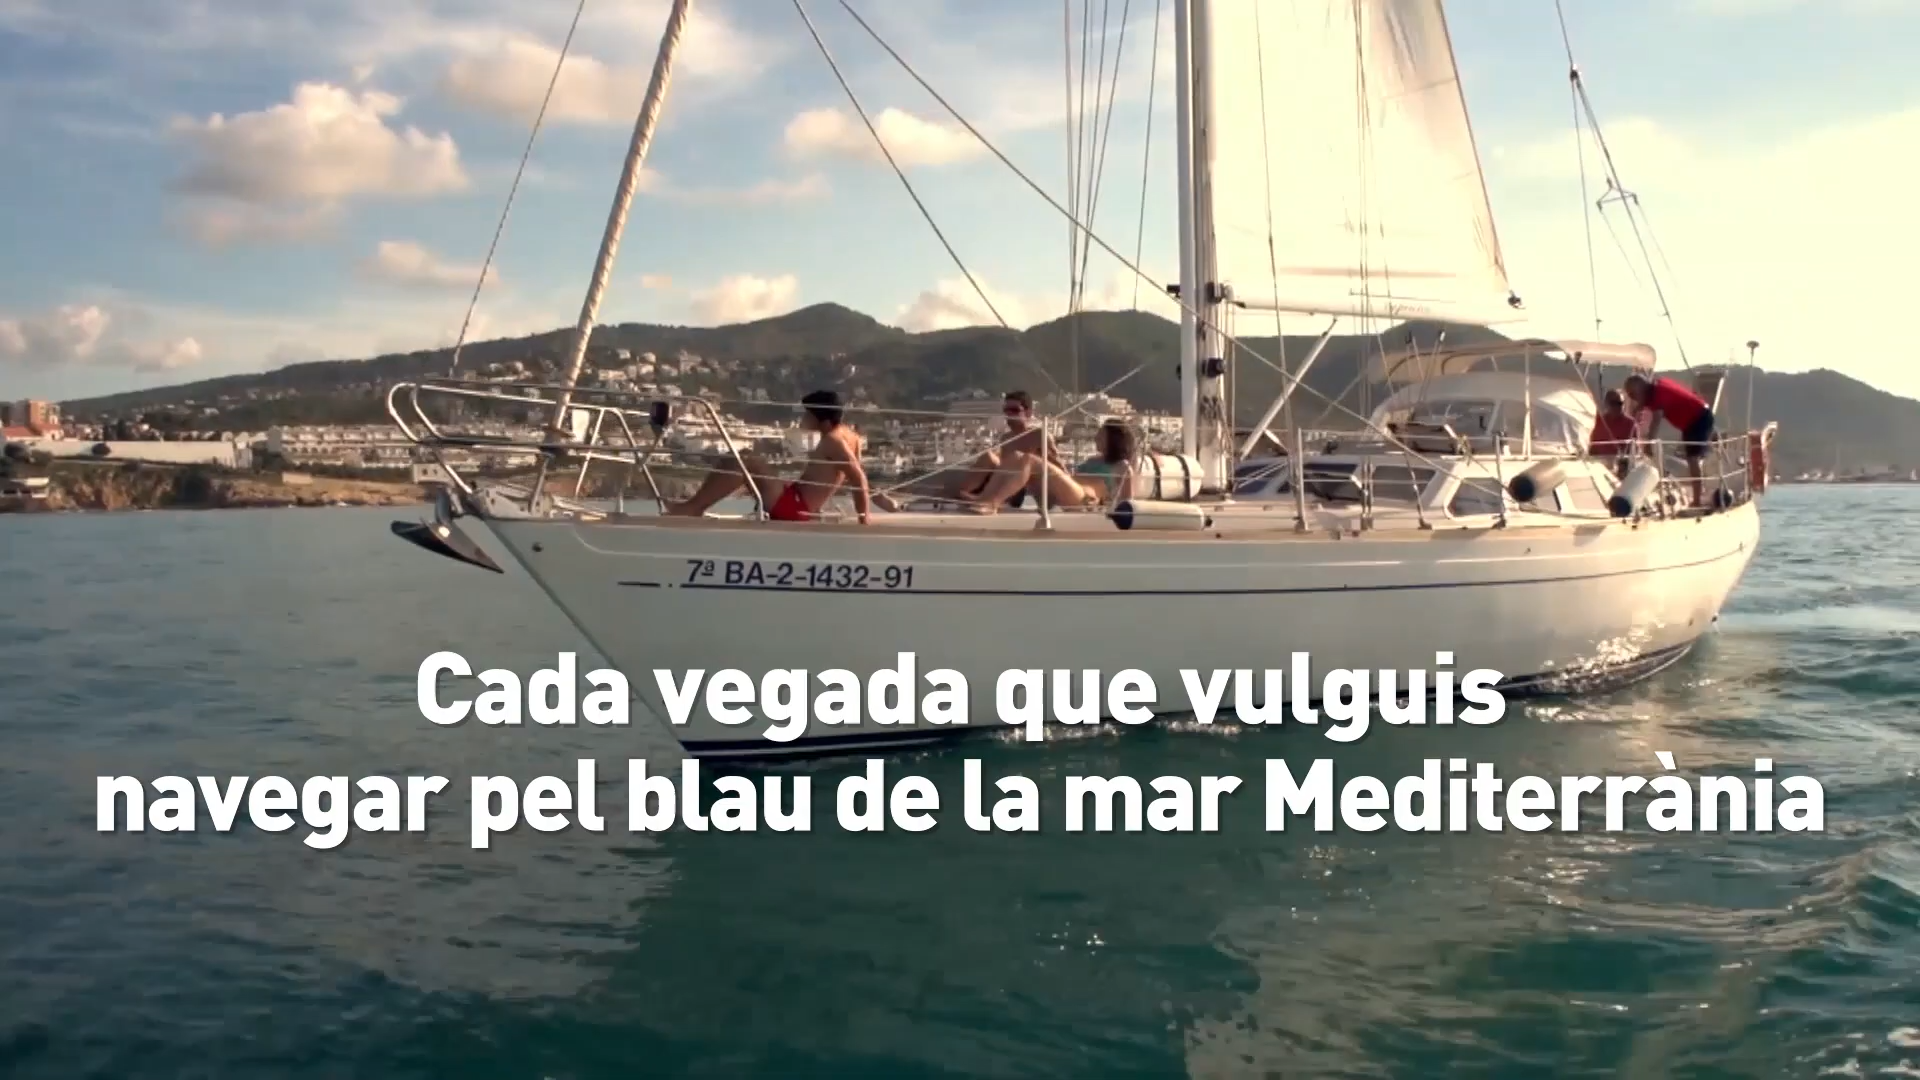 7ª BA-2-1432-91
Cada vegada que vulguis
navegar pel blau de la mar Mediterrània